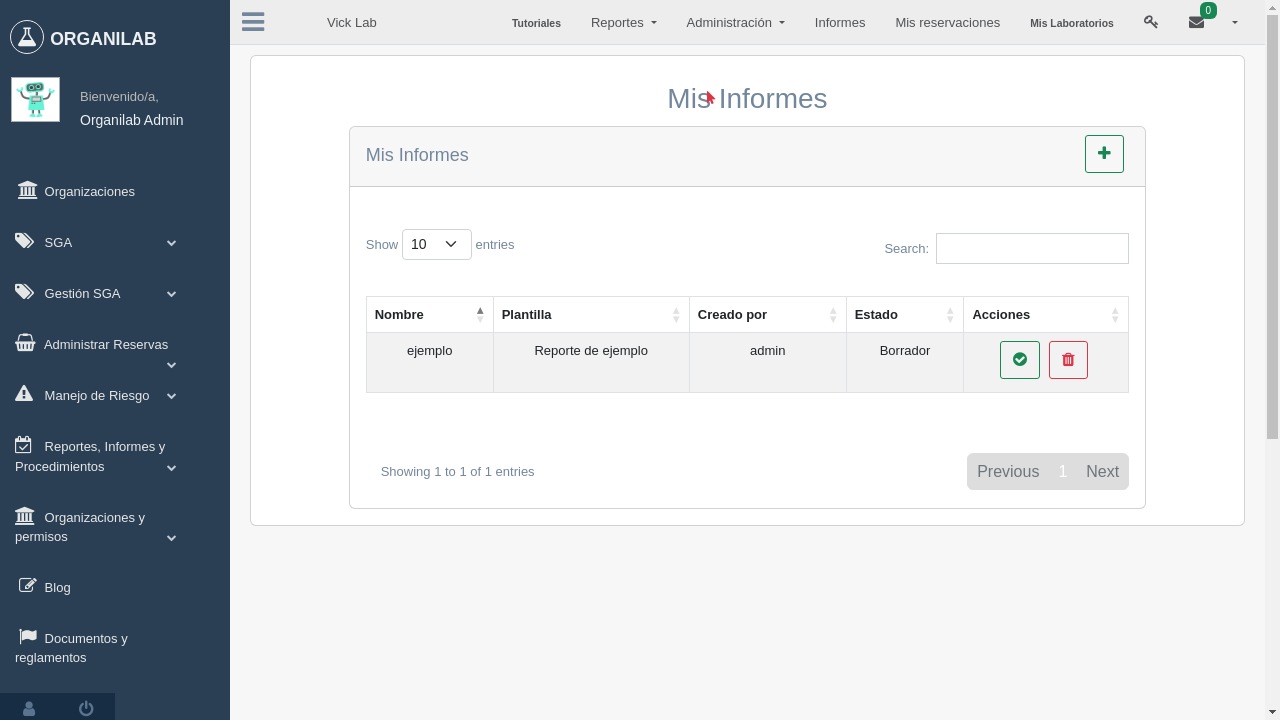 ORGANILAB
Bienvenido/a,
Organilab Admin
Organizaciones
SGA
Gestión SGA
Administrar Reservas
Manejo de Riesgo
Reportes, Informes y
Procedimientos
Organizaciones y
permisos
Blog
Documentos y
reglamentos
Vick Lab
Tutoriales
Reportes
Administración
Informes
Mis reservaciones
Mis Laboratorios
0
Mis Informes
Mis Informes
Show 10 entries
Search:
Nombre Plantilla Creado por Estado Acciones
ejemplo Reporte de ejemplo admin Borrador
Showing 1 to 1 of 1 entries
Previous 1 Next